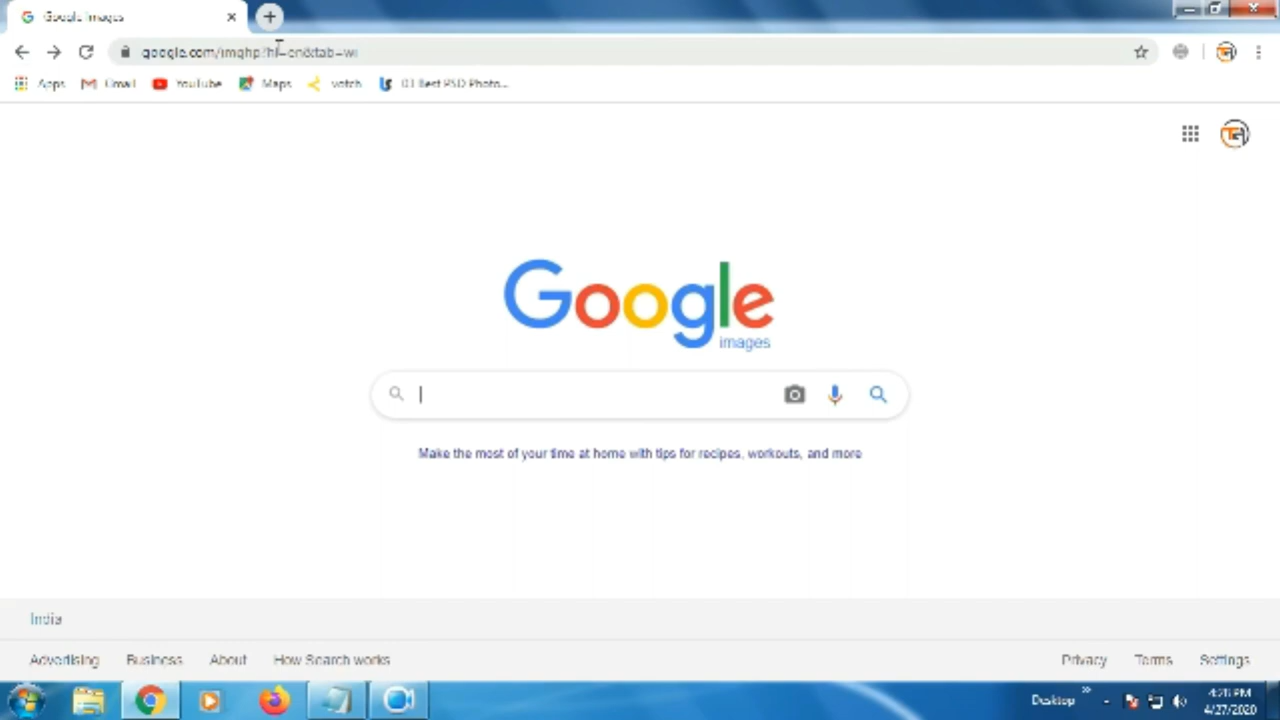 Google Images
google.com/imghp?hl=en&tab=wi
Apps Gmail YouTube Maps votch 03 Best PSD Photo...
Google
images
Make the most of your time at home with tips for recipes, workouts, and more
India
Advertising Business About How Search works Privacy Terms Settings
Desktop
4:28 PM
4/27/2020